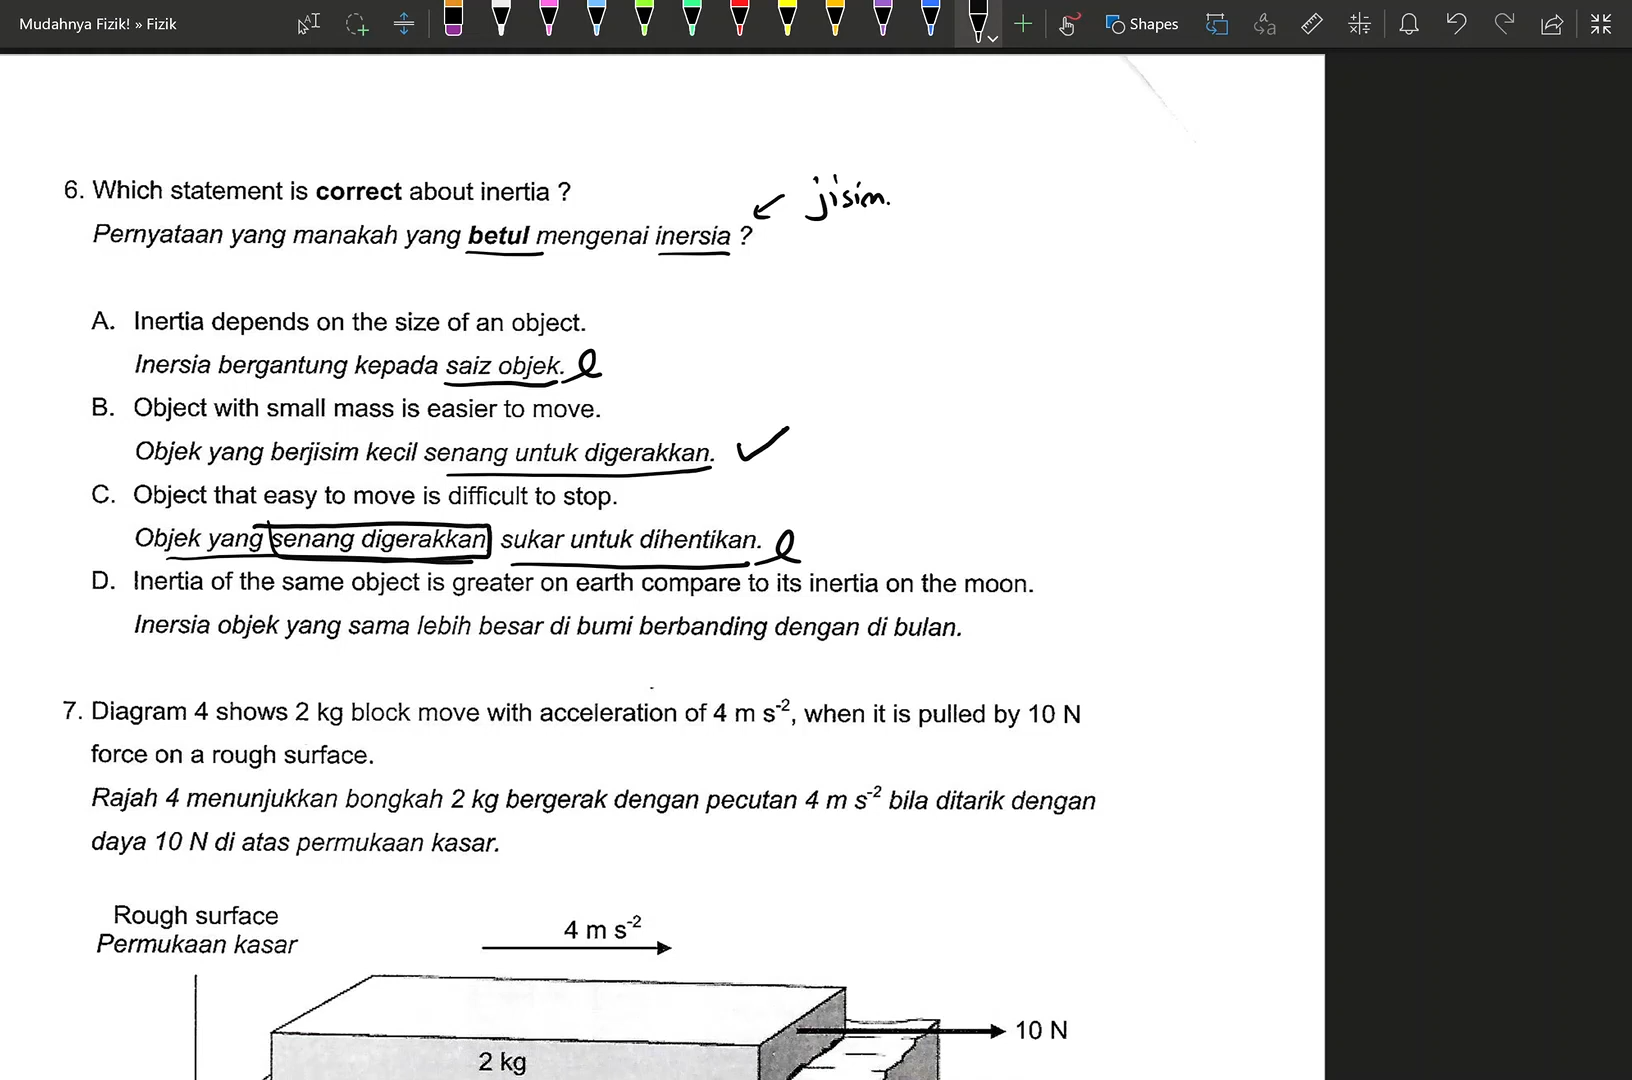 Mudahnya Fizik! » Fizik
Shapes
6. Which statement is correct about inertia ?
jisim.
Pernyataan yang manakah yang betul mengenai inersia ?
A. Inertia depends on the size of an object.
Inersia bergantung kepada saiz objek.
B. Object with small mass is easier to move.
Objek yang berjisim kecil senang untuk digerakkan.
C. Object that easy to move is difficult to stop.
Objek yang senang digerakkan sukar untuk dihentikan.
D. Inertia of the same object is greater on earth compare to its inertia on the moon.
Inersia objek yang sama lebih besar di bumi berbanding dengan di bulan.
7. Diagram 4 shows 2 kg block move with acceleration of 4 m s⁻², when it is pulled by 10 N
force on a rough surface.
Rajah 4 menunjukkan bongkah 2 kg bergerak dengan pecutan 4 m s⁻² bila ditarik dengan
daya 10 N di atas permukaan kasar.
Rough surface
Permukaan kasar
4 m s⁻²
10 N
2 kg